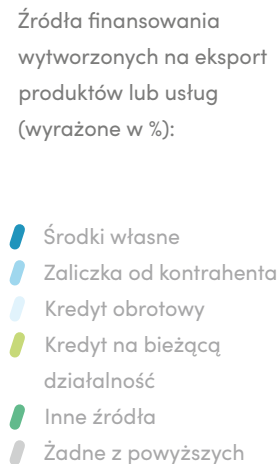 Źródła finansowania
wytworzonych na eksport
produktów lub usług
(wyrażone w %):
Środki własne
Zaliczka od kontrahenta
Kredyt obrotowy
Kredyt na bieżącą
działalność
Inne źródła
Żadne z powyższych